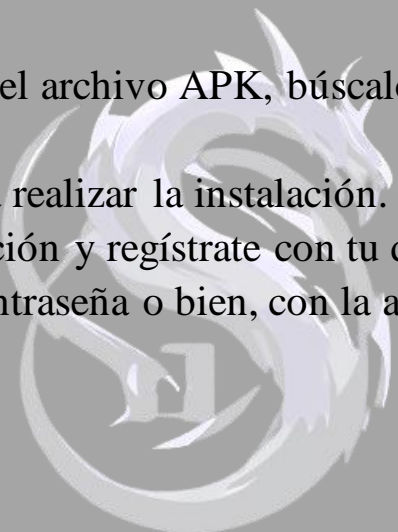 el archivo APK, búscalo
realizar la instalación.
ción y regístrate con tu
ntraseña o bien, con la a